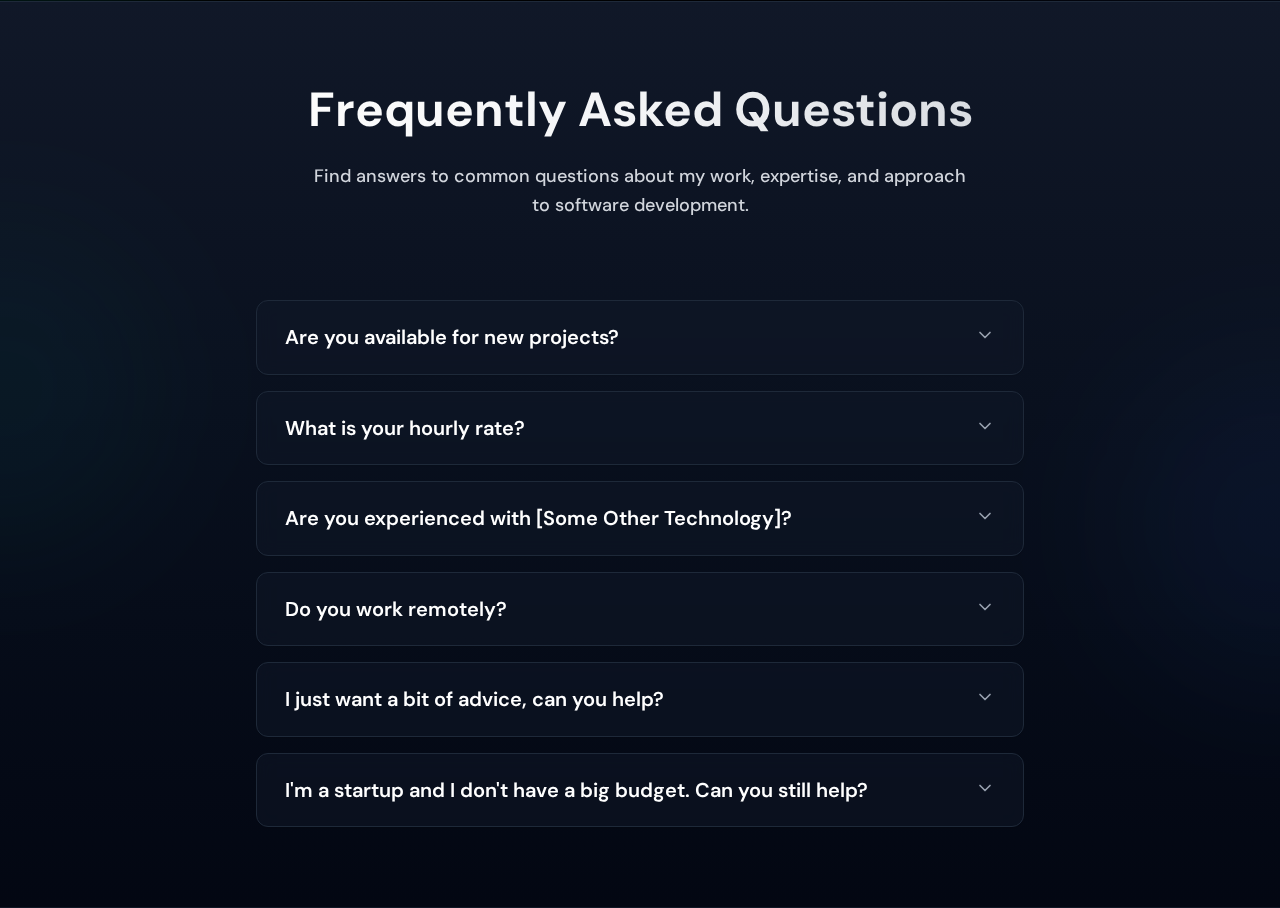 Frequently Asked Questions
Find answers to common questions about my work, expertise, and approach
to software development.
Are you available for new projects?
What is your hourly rate?
Are you experienced with [Some Other Technology]?
Do you work remotely?
I just want a bit of advice, can you help?
I'm a startup and I don't have a big budget. Can you still help?